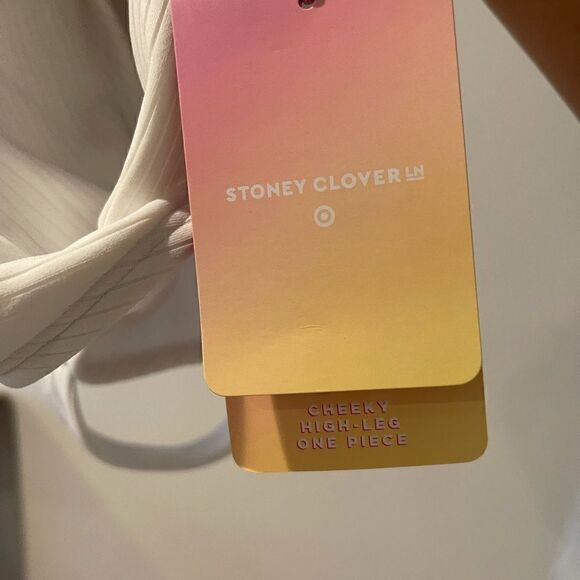 STONEY CLOVER LN
CHEEKY
HIGH-LEG
ONE PIECE